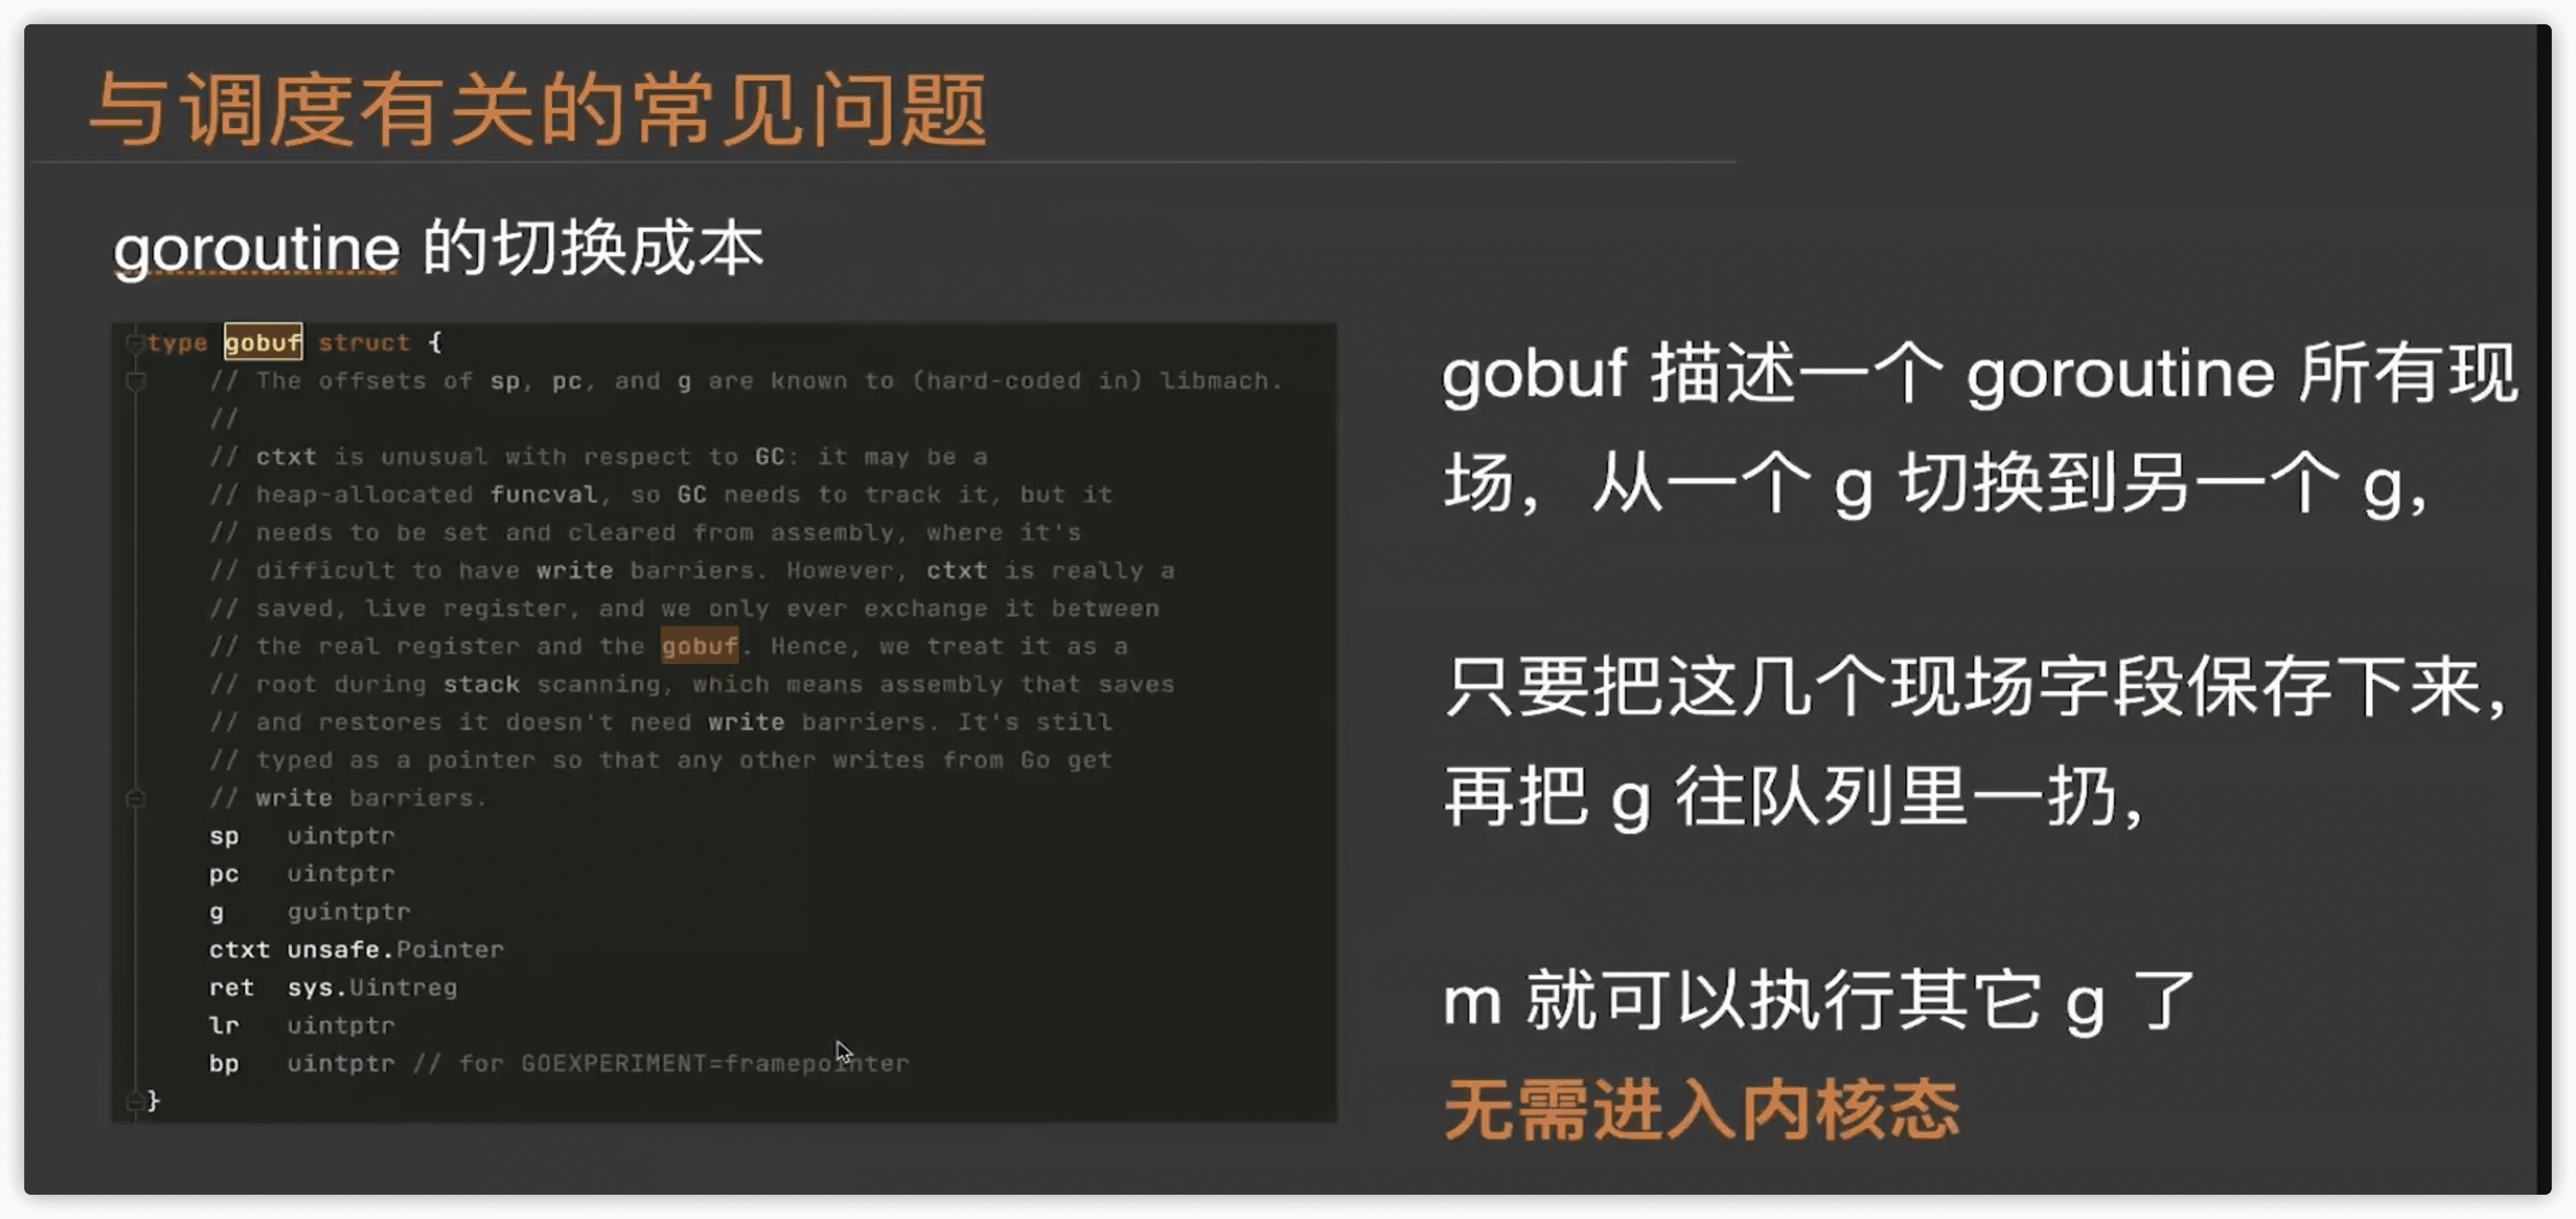 与调度有关的常见问题
goroutine 的切换成本
type gobuf struct {
// The offsets of sp, pc, and g are known to (hard-coded in) libmach.
//
// ctxt is unusual with respect to GC: it may be a
// heap-allocated funcval, so GC needs to track it, but it
// needs to be set and cleared from assembly, where it's
// difficult to have write barriers. However, ctxt is really a
// saved, live register, and we only ever exchange it between
// the real register and the gobuf. Hence, we treat it as a
// root during stack scanning, which means assembly that saves
// and restores it doesn't need write barriers. It's still
// typed as a pointer so that any other writes from Go get
// write barriers.
sp uintptr
pc uintptr
g guintptr
ctxt unsafe.Pointer
ret sys.Uintreg
lr uintptr
bp uintptr // for GOEXPERIMENT=framepointer
}
gobuf 描述一个 goroutine 所有现
场，从一个 g 切换到另一个 g，
只要把这几个现场字段保存下来，
再把 g 往队列里一扔，
m 就可以执行其它 g 了
无需进入内核态